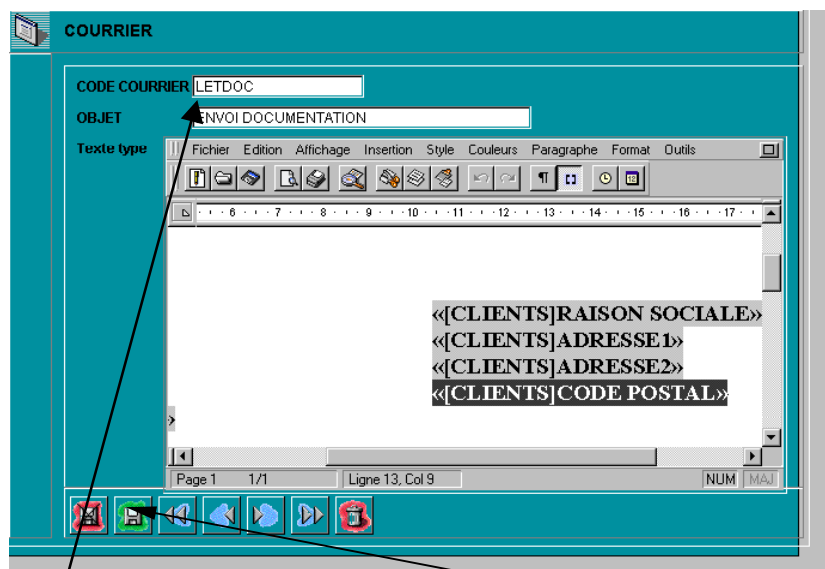 COURRIER
CODE COURRIER LETDOC
OBJET ENVOI DOCUMENTATION
Texte type Fichier Edition Affichage Insertion Style Couleurs Paragraphe Format Outils
¶ 12
6 7 8 9 10 11 12 13 14 15 16 17
«[CLIENTS]RAISON SOCIALE»
«[CLIENTS]ADRESSE1»
«[CLIENTS]ADRESSE2»
«[CLIENTS]CODE POSTAL»
»
Page 1 1/1 Ligne 13, Col 9 NUM MAJ